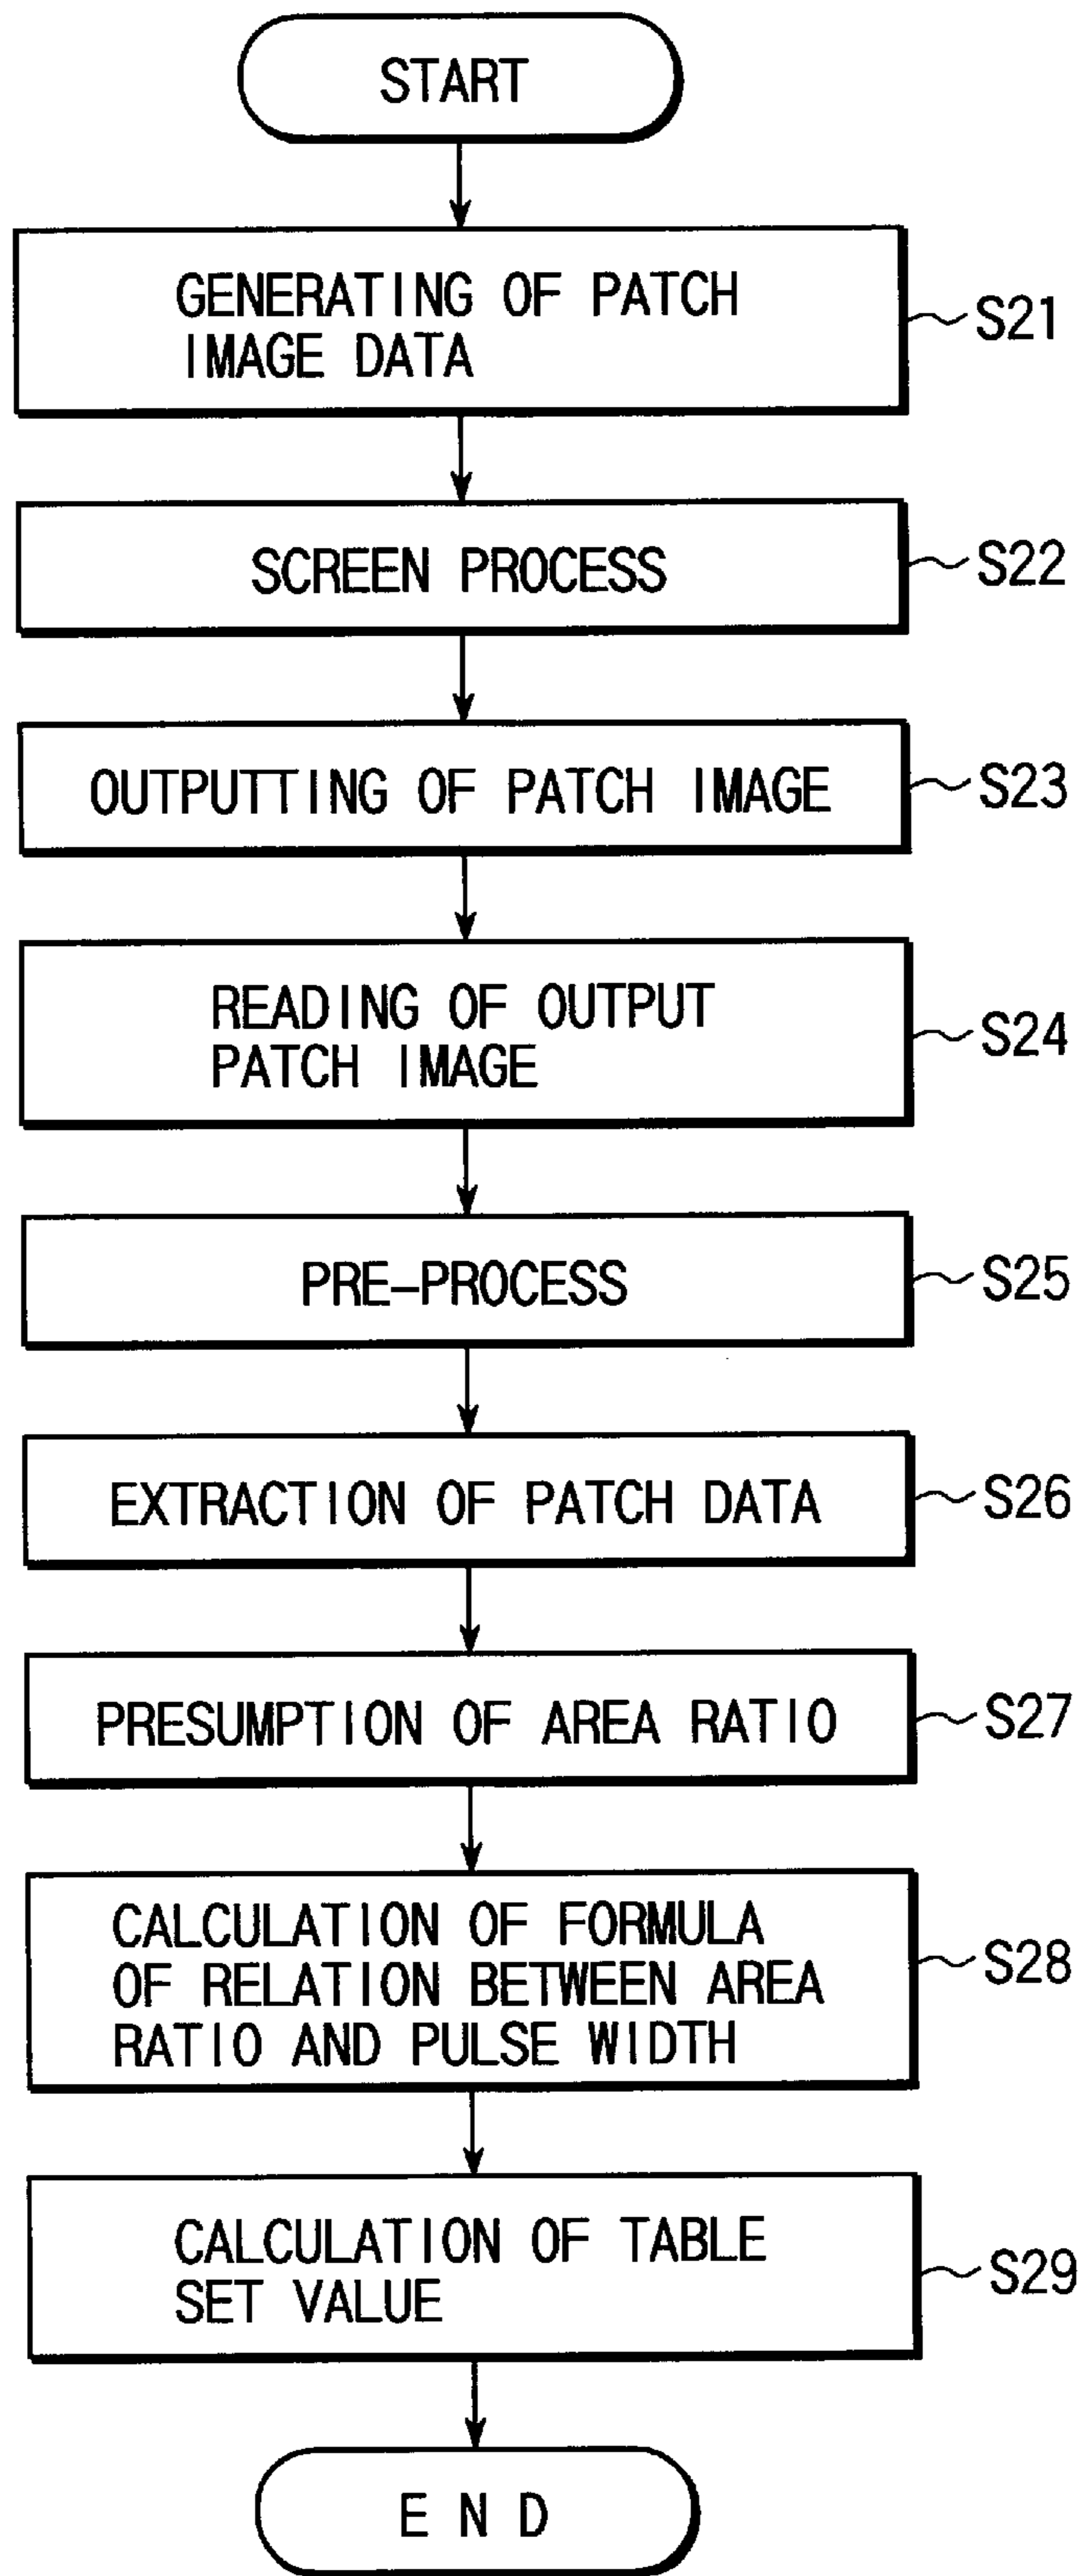 START
GENERATING OF PATCH
IMAGE DATA
S21
SCREEN PROCESS
S22
OUTPUTTING OF PATCH IMAGE
S23
READING OF OUTPUT
PATCH IMAGE
S24
PRE-PROCESS
S25
EXTRACTION OF PATCH DATA
S26
PRESUMPTION OF AREA RATIO
S27
CALCULATION OF FORMULA
OF RELATION BETWEEN AREA
RATIO AND PULSE WIDTH
S28
CALCULATION OF TABLE
SET VALUE
S29
END